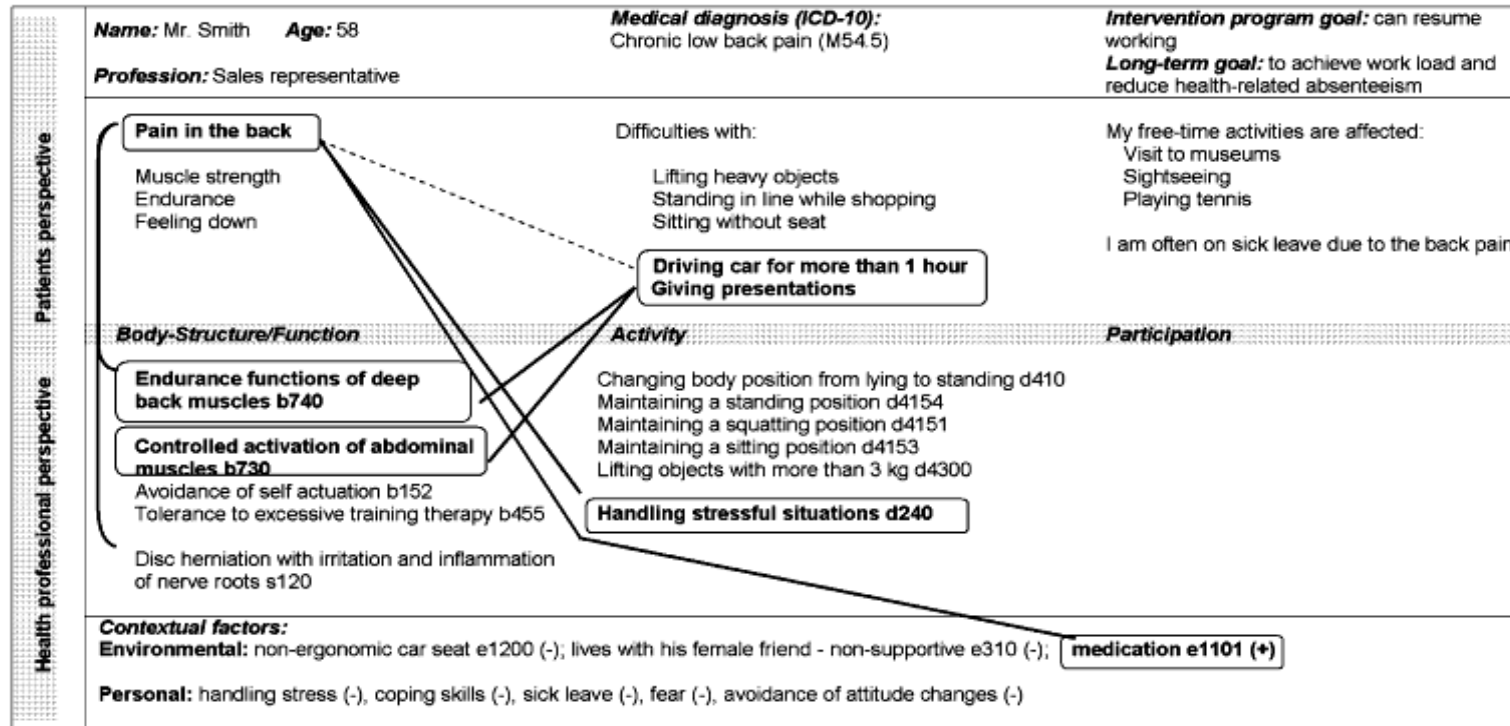 Name: Mr. Smith Age: 58
Profession: Sales representative
Medical diagnosis (ICD-10):
Chronic low back pain (M54.5)
Intervention program goal: can resume
working
Long-term goal: to achieve work load and
reduce health-related absenteeism
Patients perspective
Pain in the back
Muscle strength
Endurance
Feeling down
Difficulties with:
Lifting heavy objects
Standing in line while shopping
Sitting without seat
Driving car for more than 1 hour
Giving presentations
My free-time activities are affected:
Visit to museums
Sightseeing
Playing tennis
I am often on sick leave due to the back pain
Body-Structure/Function
Activity
Participation
Health professional perspective
Endurance functions of deep
back muscles b740
Controlled activation of abdominal
muscles b730
Avoidance of self actuation b152
Tolerance to excessive training therapy b455
Disc herniation with irritation and inflammation
of nerve roots s120
Changing body position from lying to standing d410
Maintaining a standing position d4154
Maintaining a squatting position d4151
Maintaining a sitting position d4153
Lifting objects with more than 3 kg d4300
Handling stressful situations d240
Contextual factors:
Environmental: non-ergonomic car seat e1200 (-); lives with his female friend - non-supportive e310 (-); medication e1101 (+)
Personal: handling stress (-), coping skills (-), sick leave (-), fear (-), avoidance of attitude changes (-)